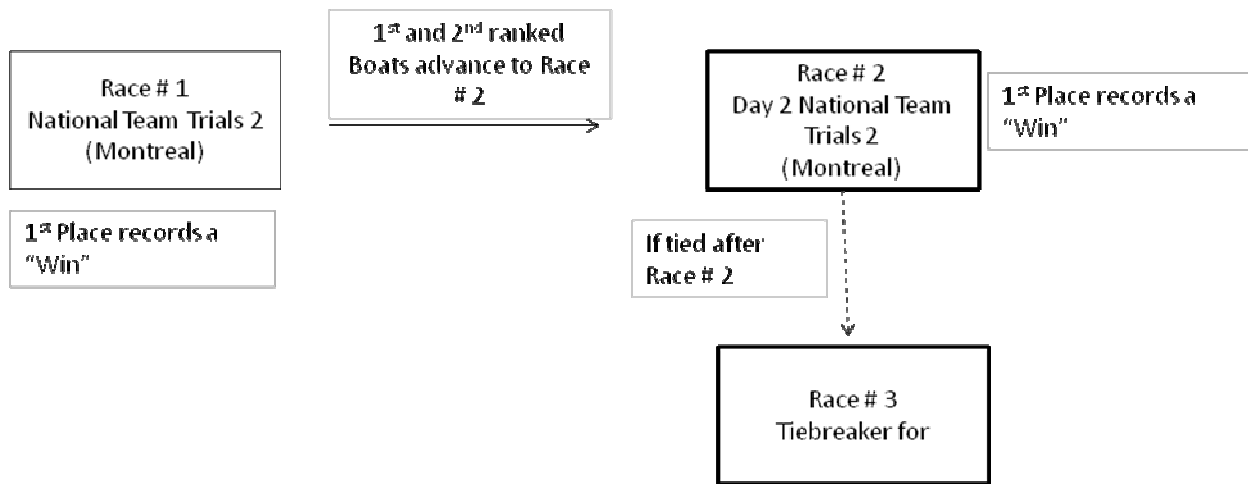 Race # 1
National Team Trials 2
(Montreal)
1st Place records a
“Win”
1st and 2nd ranked
Boats advance to Race
# 2
Race # 2
Day 2 National Team
Trials 2
(Montreal)
1st Place records a
“Win”
If tied after
Race # 2
Race # 3
Tiebreaker for